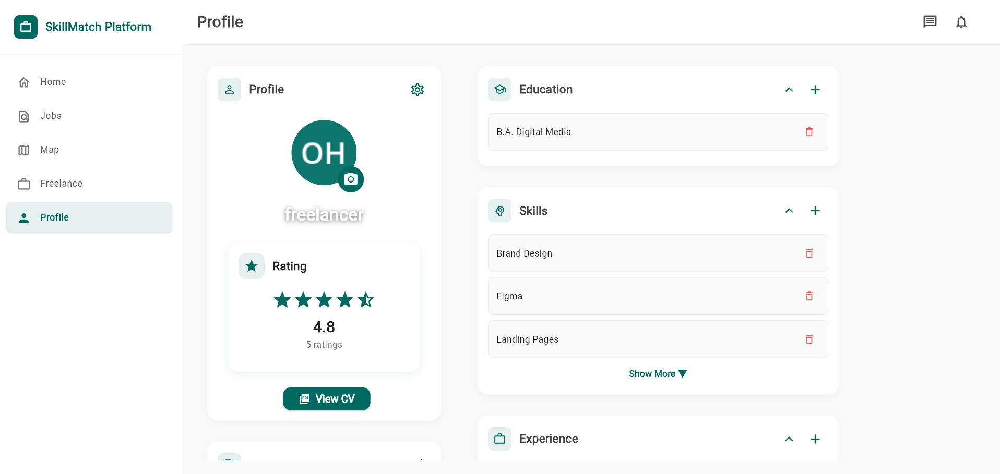 SkillMatch Platform
Home
Jobs
Map
Freelance
Profile
Profile
Profile
OH
freelancer
Rating
4.8
5 ratings
PDF View CV
Education
B.A. Digital Media
Skills
Brand Design
Figma
Landing Pages
Show More ▼
Experience